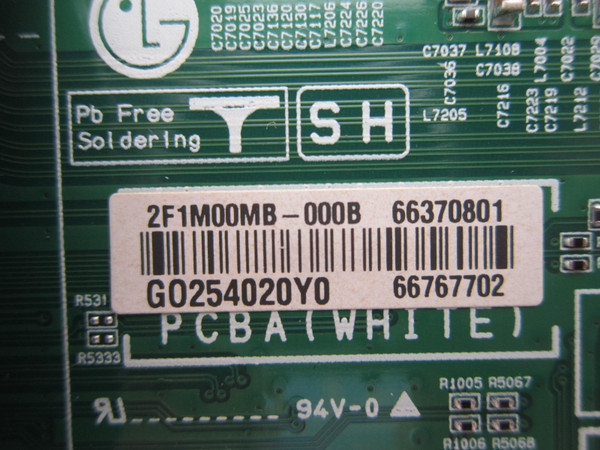 LG
C7020
C7019
C7025
C7023
C7136
C7120
C7130
C7117
L7206
C7224
C7226
C7220
C7037 L7108
C7036
C7038
L7205
C7216
C7223
L7004
C7219
C7022
L7212
Pb Free
Soldering
SH
2F1M00MB-000B 66370801
GO254020Y0 66767702
PCBA(WHITE)
R531
R5333
94V-0
R1005 R5067
R1006 R5068